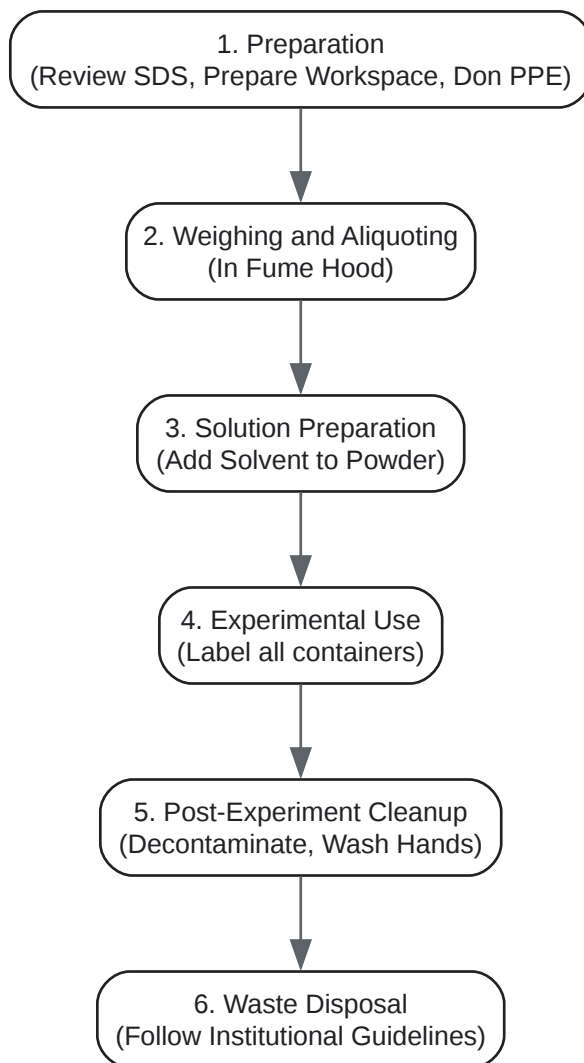 1. Preparation
(Review SDS, Prepare Workspace, Don PPE)
2. Weighing and Aliquoting
(In Fume Hood)
3. Solution Preparation
(Add Solvent to Powder)
4. Experimental Use
(Label all containers)
5. Post-Experiment Cleanup
(Decontaminate, Wash Hands)
6. Waste Disposal
(Follow Institutional Guidelines)